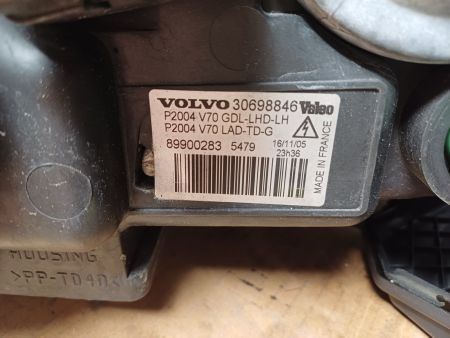 VOLVO 30698846 Valeo
P2004 V70 GDL-LHD-LH
P2004 V70 LAD-TD-G
89900283 5479 16/11/05
23h36
MADE IN FRANCE
HOUSING
>PP-TD40<